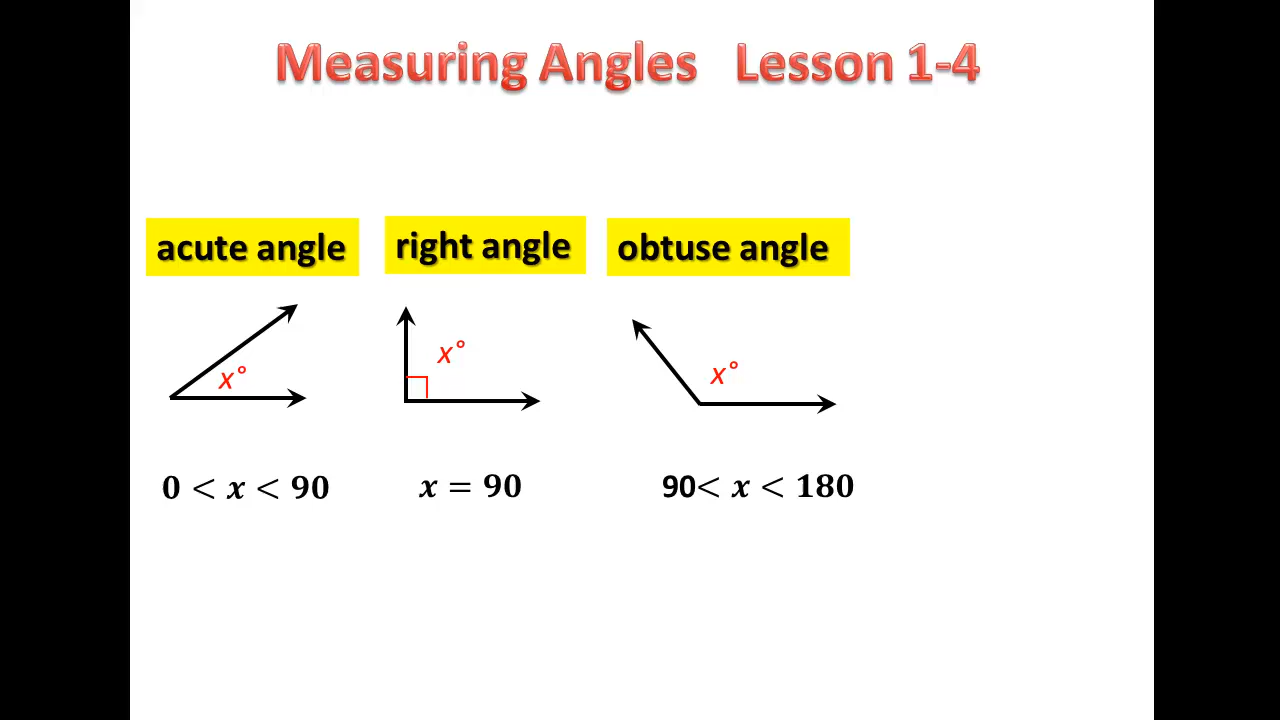 Measuring Angles Lesson 1-4
acute angle right angle obtuse angle
x° x° x°
0 < x < 90 x = 90 90< x < 180